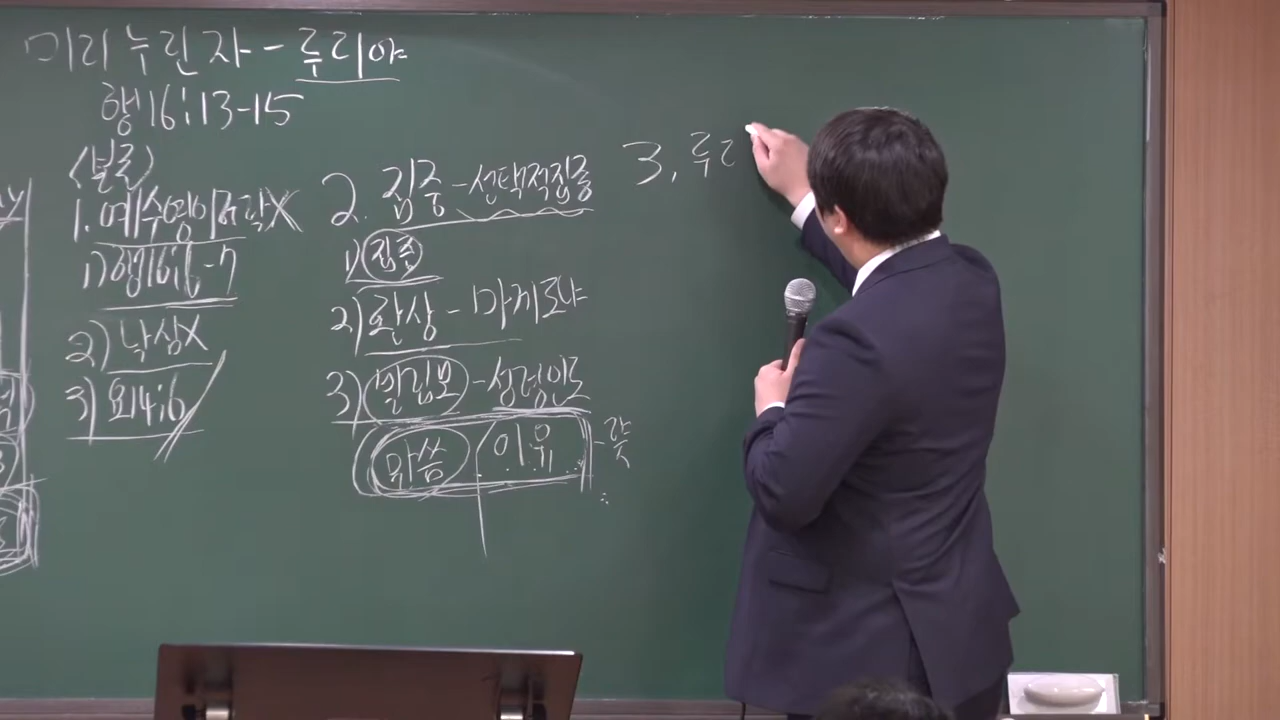 미리 누린 자 - 루디아
행16:13-15
<본론>
1. 예수영이 허락X
1) 행16:6-7
2) 낙심X
3) 요14:6
2. 집중 - 선택적집중
1) 집중
2) 환상 - 마게도냐
3) 빌립보 - 성령인도
말씀 이유 -
3. 루디